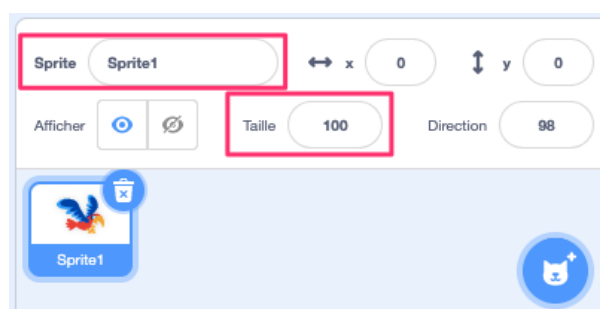 Sprite Sprite1 x 0 y 0
Afficher Taille 100 Direction 98
Sprite1